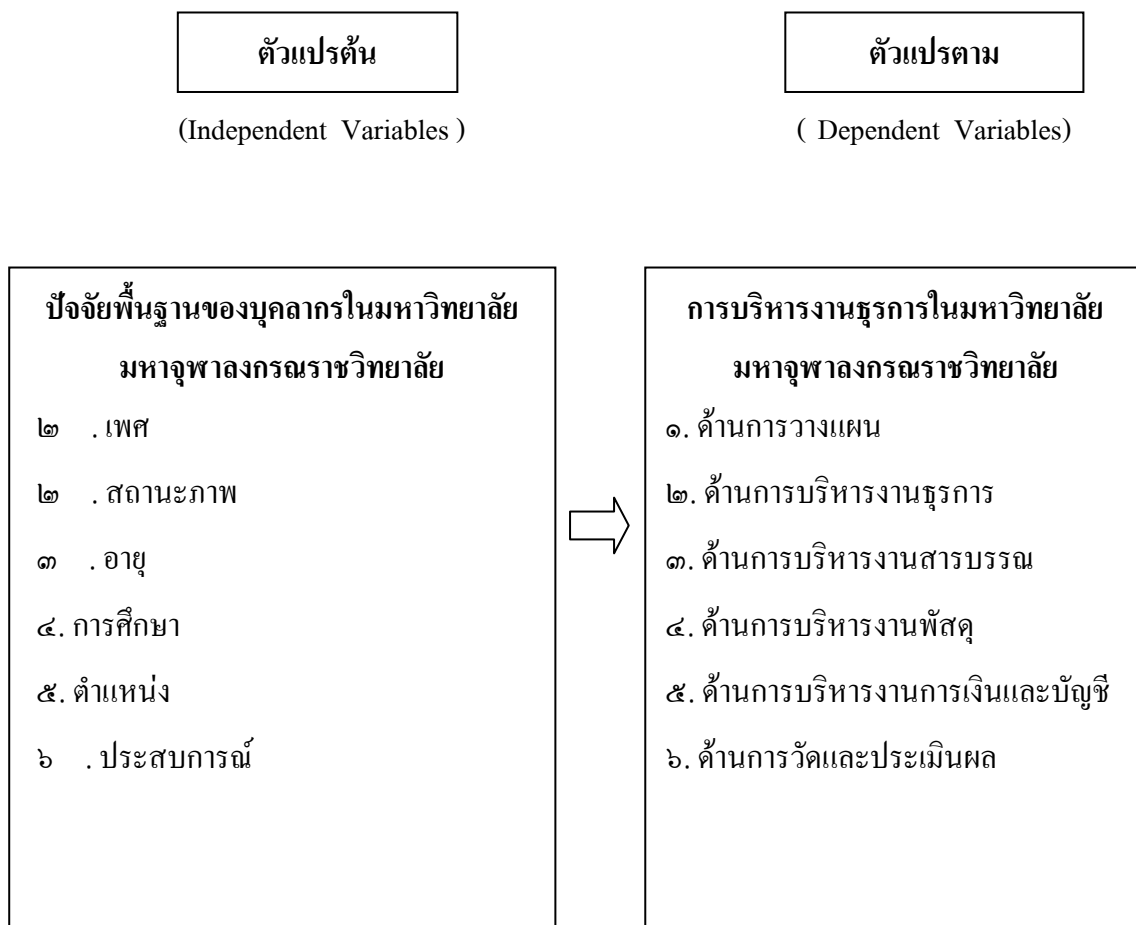 ตัวแปรต้น
(Independent Variables )
ตัวแปรตาม
( Dependent Variables)
ปัจจัยพื้นฐานของบุคลากรในมหาวิทยาลัย
มหาจุฬาลงกรณราชวิทยาลัย
๒ . เพศ
๒ . สถานะภาพ
๓ . อายุ
๔. การศึกษา
๕. ตำแหน่ง
๖ . ประสบการณ์
การบริหารงานธุรการในมหาวิทยาลัย
มหาจุฬาลงกรณราชวิทยาลัย
๑. ด้านการวางแผน
๒. ด้านการบริหารงานธุรการ
๓. ด้านการบริหารงานสารบรรณ
๔. ด้านการบริหารงานพัสดุ
๕. ด้านการบริหารงานการเงินและบัญชี
๖. ด้านการวัดและประเมินผล